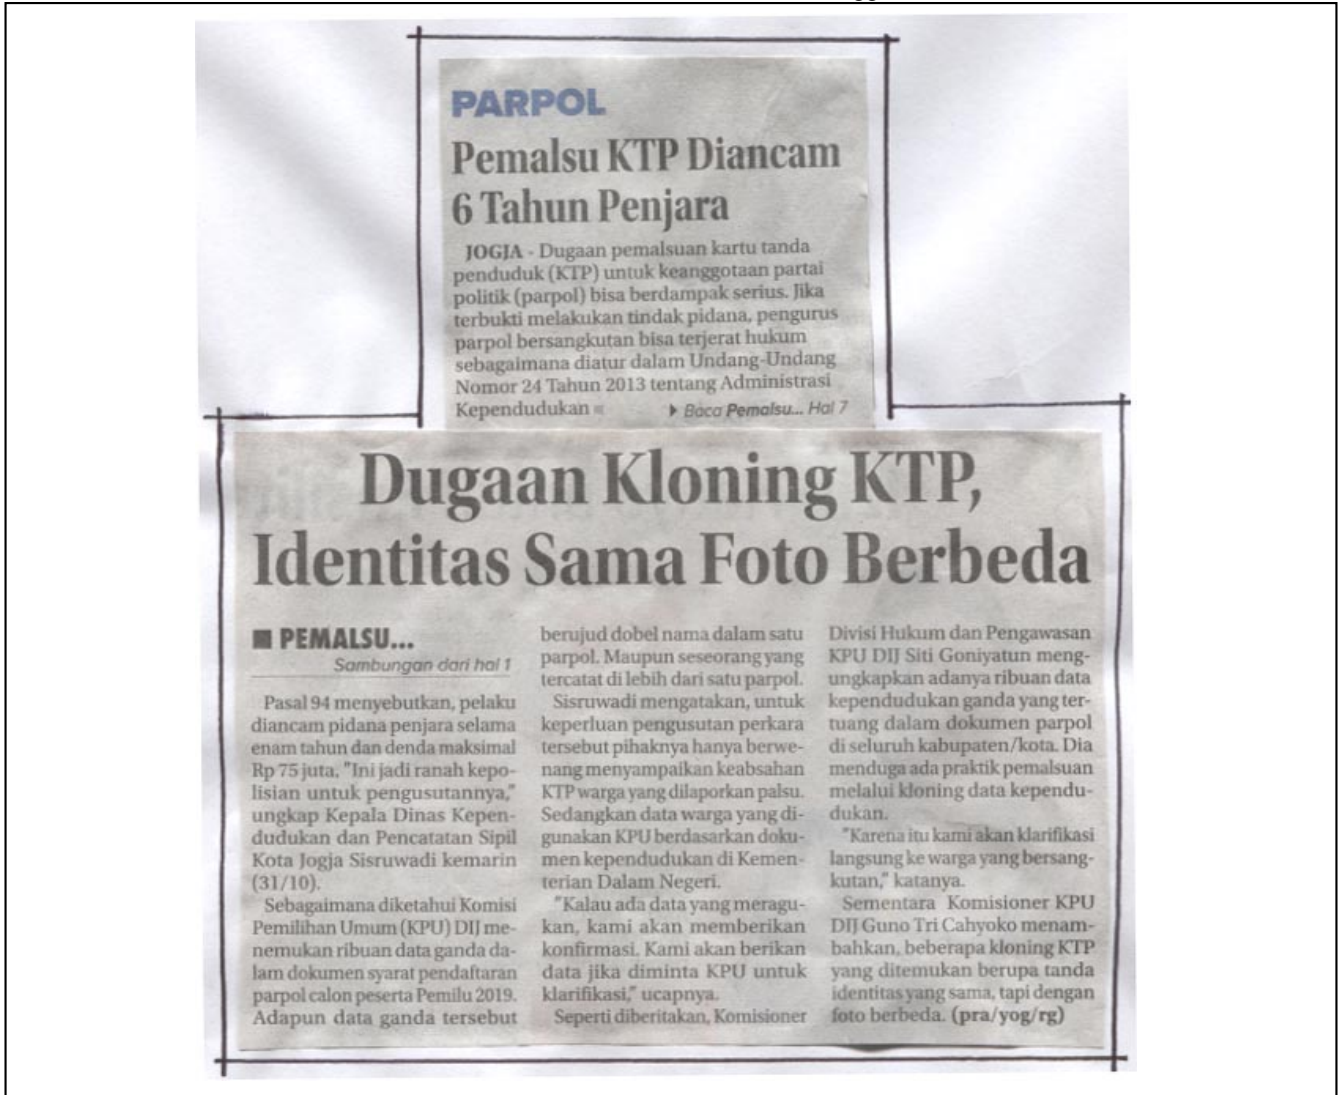 PARPOL
Pemalsu KTP Diancam
6 Tahun Penjara
JOGJA - Dugaan pemalsuan kartu tanda
penduduk (KTP) untuk keanggotaan partai
politik (parpol) bisa berdampak serius. Jika
terbukti melakukan tindak pidana, pengurus
parpol bersangkutan bisa terjerat hukum
sebagaimana diatur dalam Undang-Undang
Nomor 24 Tahun 2013 tentang Administrasi
Kependudukan
Baca Pemalsu... Hal 7
Dugaan Kloning KTP,
Identitas Sama Foto Berbeda
PEMALSU...
Sambungan dari hal 1
Pasal 94 menyebutkan, pelaku
diancam pidana penjara selama
enam tahun dan denda maksimal
Rp 75 juta. "Ini jadi ranah kepo-
lisian untuk pengusutannya,"
ungkap Kepala Dinas Kepen-
dudukan dan Pencatatan Sipil
Kota Jogja Sisruwadi kemarin
(31/10).
Sebagaimana diketahui Komisi
Pemilihan Umum (KPU) DIJ me-
nemukan ribuan data ganda da-
lam dokumen syarat pendaftaran
parpol calon peserta Pemilu 2019.
Adapun data ganda tersebut
berujud dobel nama dalam satu
parpol. Maupun seseorang yang
tercatat di lebih dari satu parpol.
Sisruwadi mengatakan, untuk
keperluan pengusutan perkara
tersebut pihaknya hanya berwe-
nang menyampaikan keabsahan
KTP warga yang dilaporkan palsu.
Sedangkan data warga yang di-
gunakan KPU berdasarkan doku-
men kependudukan di Kemen-
terian Dalam Negeri.
"Kalau ada data yang meragu-
kan, kami akan memberikan
konfirmasi. Kami akan berikan
data jika diminta KPU untuk
klarifikasi," ucapnya.
Seperti diberitakan, Komisioner
Divisi Hukum dan Pengawasan
KPU DIJ Siti Goniyatun meng-
ungkapkan adanya ribuan data
kependudukan ganda yang ter-
tuang dalam dokumen parpol
di seluruh kabupaten/kota. Dia
menduga ada praktik pemalsuan
melalui kloning data kependu-
dukan.
"Karena itu kami akan klarifikasi
langsung ke warga yang bersang-
kutan," katanya.
Sementara Komisioner KPU
DIJ Guno Tri Cahyoko menam-
bahkan, beberapa kloning KTP
yang ditemukan berupa tanda
identitas yang sama, tapi dengan
foto berbeda. (pra/yog/rg)